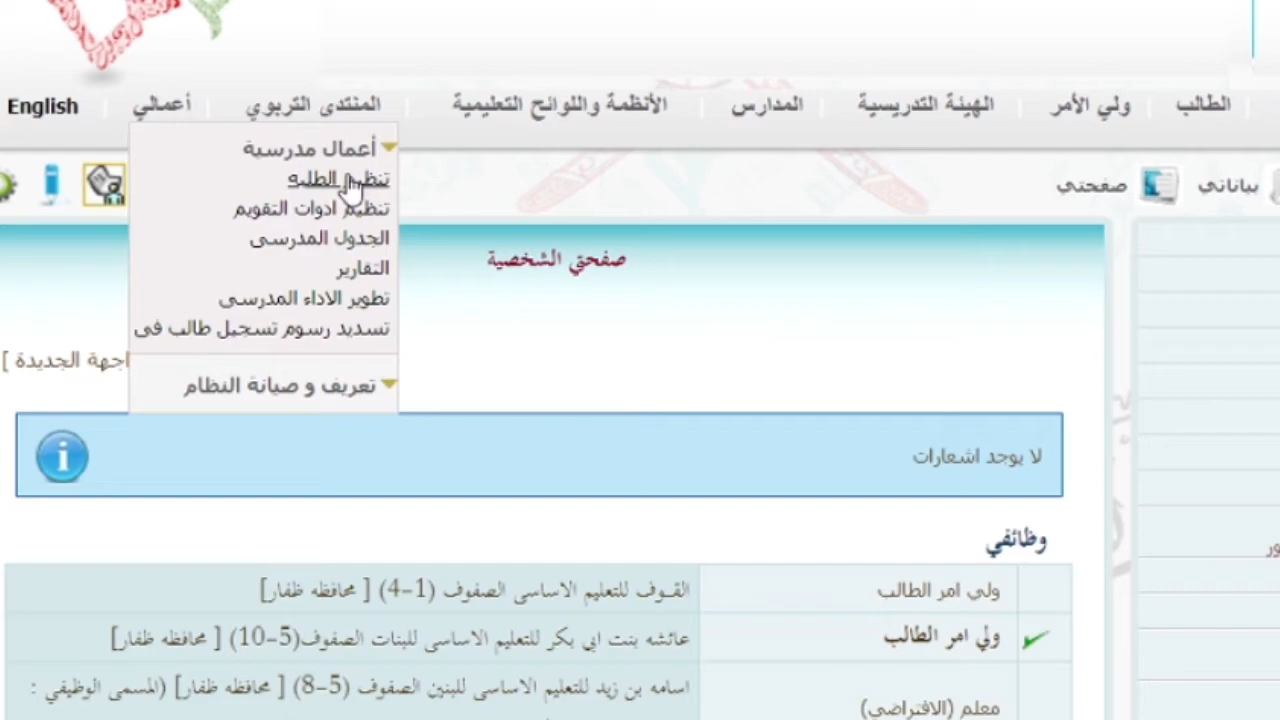 الطالب ولي الأمر الهيئة التدريسية المدارس الأنظمة واللوائح التعليمية المنتدى التربوي أعمالي English
أعمال مدرسية
تنظيم الطلبه
تنظيم ادوات التقويم
الجدول المدرسى
التقارير
تطوير الاداء المدرسى
تسديد رسوم تسجيل طالب فى
تعريف و صيانة النظام
بياناتي صفحتي
صفحتي الشخصية
اجهة الجديدة ]
لا يوجد اشعارات
وظائفي
ولي امر الطالب القوف للتعليم الاساسى الصفوف (1-4) [ محافظه ظفار]
ولي امر الطالب عائشه بنت ابي بكر للتعليم الاساسى للبنات الصفوف(5-10) [ محافظه ظفار]
معلم (الافتراضي) اسامه بن زيد للتعليم الاساسى للبنين الصفوف (5-8) [ محافظه ظفار] (المسمى الوظيفي :